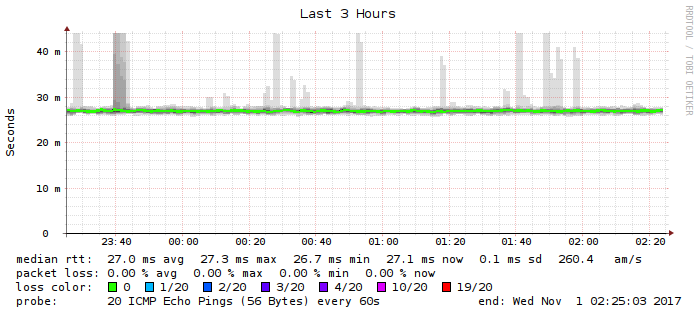 Last 3 Hours
RRDTOOL / TOBI OETIKER
Seconds
40 m
30 m
20 m
10 m
0
23:40 00:00 00:20 00:40 01:00 01:20 01:40 02:00 02:20
median rtt: 27.0 ms avg 27.3 ms max 26.7 ms min 27.1 ms now 0.1 ms sd 260.4 am/s
packet loss: 0.00 % avg 0.00 % max 0.00 % min 0.00 % now
loss color: 0 1/20 2/20 3/20 4/20 10/20 19/20
probe: 20 ICMP Echo Pings (56 Bytes) every 60s end: Wed Nov 1 02:25:03 2017